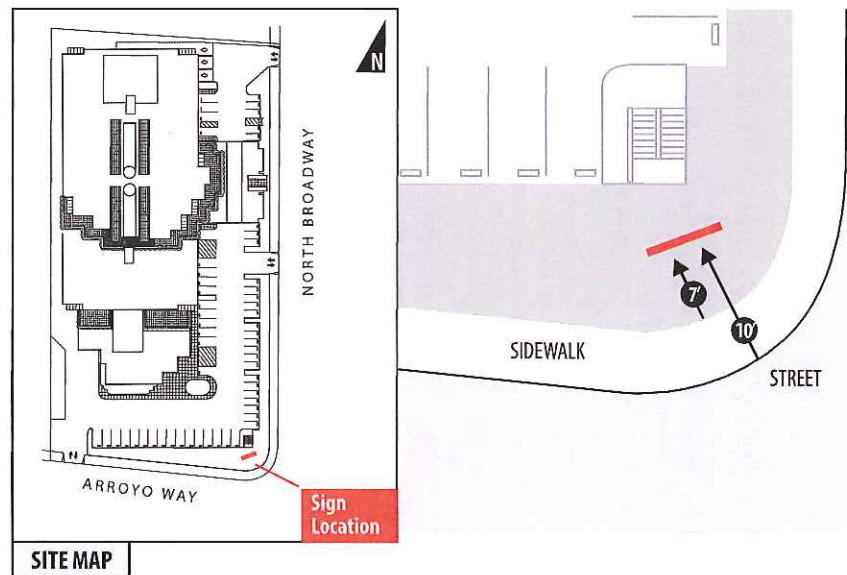 N
NORTH BROADWAY
ARROYO WAY
Sign
Location
SITE MAP
7'
10'
SIDEWALK
STREET